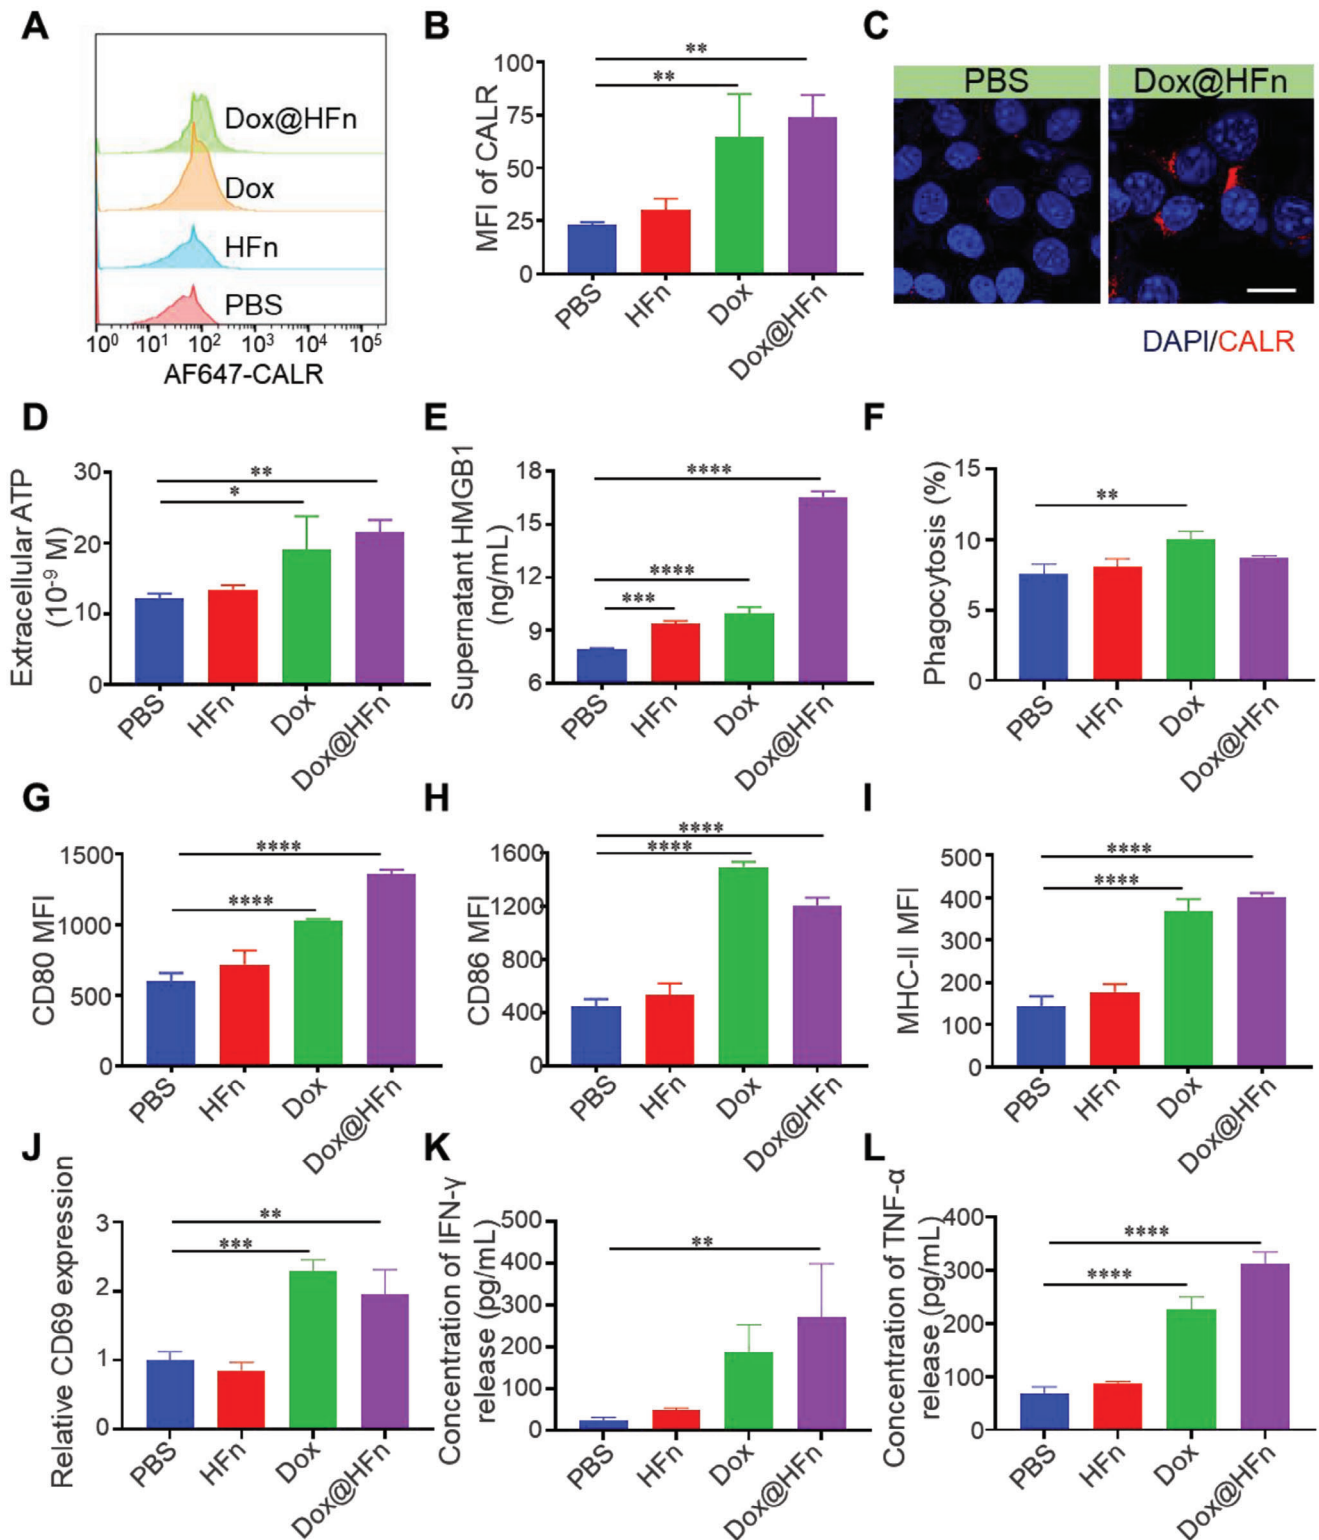 A
Dox@HFn
Dox
HFn
PBS
10⁰ 10¹ 10² 10³ 10⁴ 10⁵
AF647-CALR
B
MFI of CALR
100
75
50
25
0
**
**
PBS
HFn
Dox
Dox@HFn
C
PBS
Dox@HFn
DAPI/CALR
D
Extracellular ATP
(10⁻⁹ M)
30
20
10
0
**
*
PBS
HFn
Dox
Dox@HFn
E
Supernatant HMGB1
(ng/mL)
18
15
12
9
6
****
****
***
PBS
HFn
Dox
Dox@HFn
F
Phagocytosis (%)
15
10
5
0
**
PBS
HFn
Dox
Dox@HFn
G
CD80 MFI
1500
1000
500
0
****
****
PBS
HFn
Dox
Dox@HFn
H
CD86 MFI
1600
1200
800
400
0
****
****
PBS
HFn
Dox
Dox@HFn
I
MHC-II MFI
500
400
300
200
100
0
****
****
PBS
HFn
Dox
Dox@HFn
J
Relative CD69 expression
3
2
1
0
**
***
PBS
HFn
Dox
Dox@HFn
K
Concentration of IFN-γ
release (pg/mL)
500
400
300
200
100
0
**
PBS
HFn
Dox
Dox@HFn
L
Concentration of TNF-α
release (pg/mL)
400
300
200
100
0
****
****
PBS
HFn
Dox
Dox@HFn